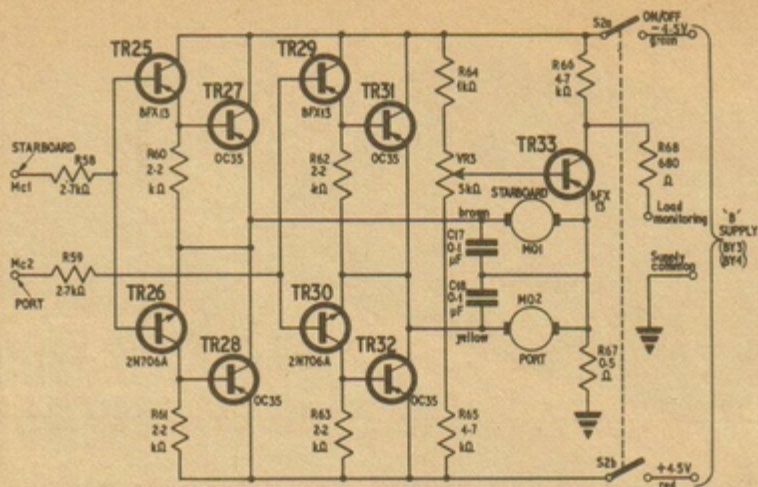 TR25
BFX13
TR27
OC35
TR29
BFX13
TR31
OC35
R64
1kΩ
R66
4·7
kΩ
S2a
ON/OFF
-4·5V
green
STARBOARD
Mc1
R58
2·7kΩ
R60
2·2
kΩ
R62
2·2
kΩ
VR3
5kΩ
TR33
BFX
13
R68
680
Ω
Load
monitoring
STARBOARD
MO1
brown
C17
0·1
µF
'B'
SUPPLY
(BY3)
(BY4)
Mc2
PORT
R59
2·7kΩ
Supply
common
TR26
2N706A
TR28
OC35
TR30
2N706A
TR32
OC35
C18
0·1
µF
yellow
MO2
PORT
R67
0·5
Ω
R61
2·2
kΩ
R63
2·2
kΩ
R65
4·7
kΩ
S2b
+4·5V
red